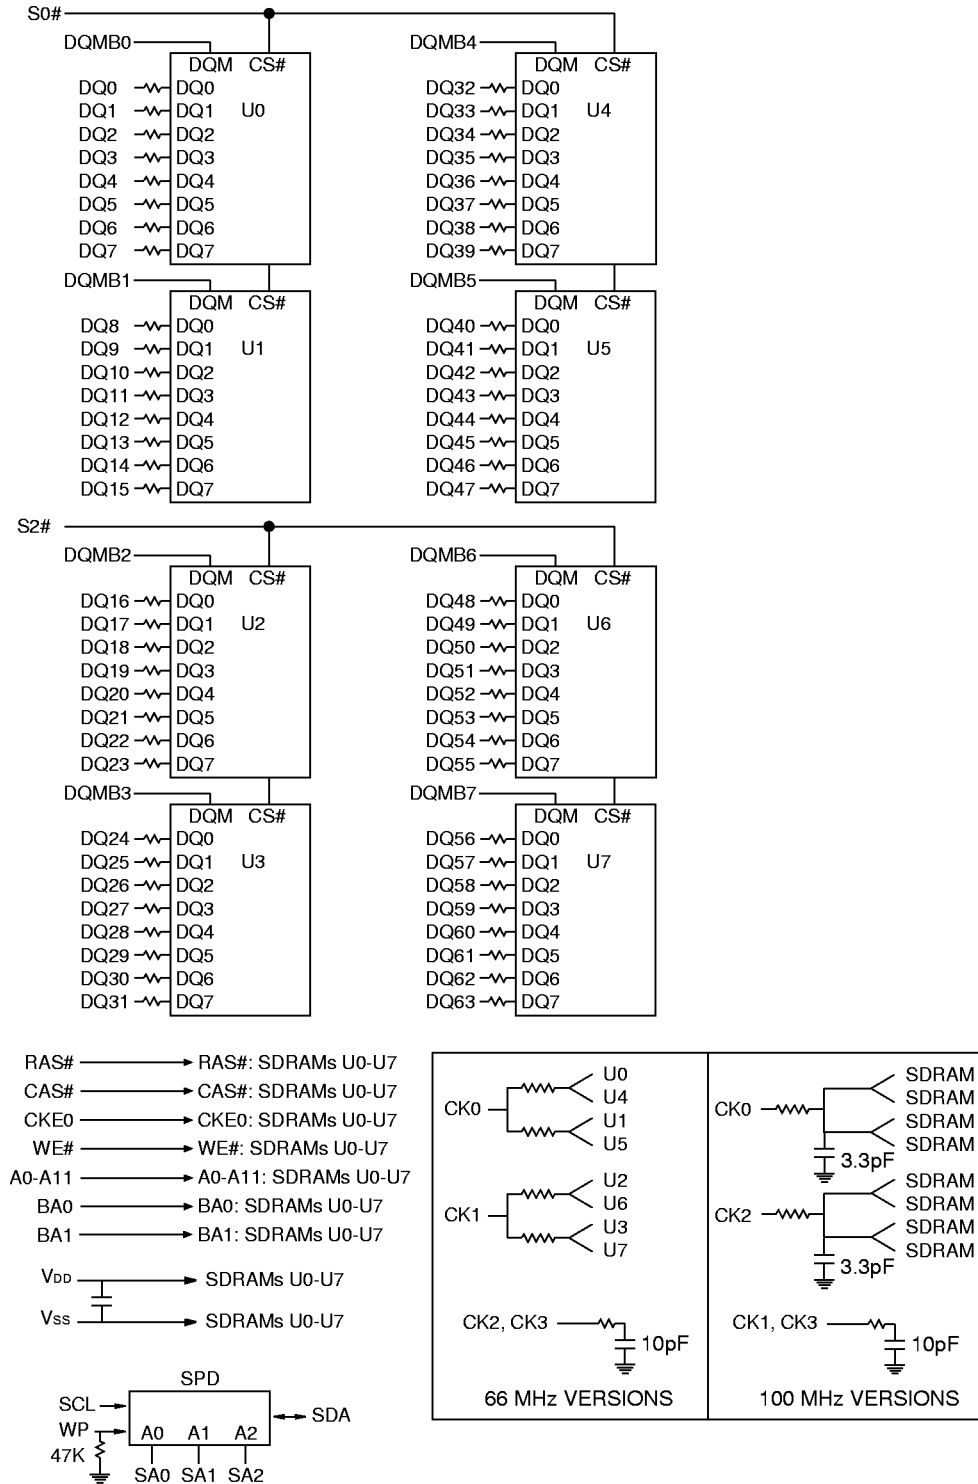 S0#
DQMB0 DQMB4
DQM CS# DQM CS#
DQ0 DQ0 DQ32 DQ0
DQ1 DQ1 U0 DQ33 DQ1 U4
DQ2 DQ2 DQ34 DQ2
DQ3 DQ3 DQ35 DQ3
DQ4 DQ4 DQ36 DQ4
DQ5 DQ5 DQ37 DQ5
DQ6 DQ6 DQ38 DQ6
DQ7 DQ7 DQ39 DQ7
DQMB1 DQMB5
DQM CS# DQM CS#
DQ8 DQ0 DQ40 DQ0
DQ9 DQ1 U1 DQ41 DQ1 U5
DQ10 DQ2 DQ42 DQ2
DQ11 DQ3 DQ43 DQ3
DQ12 DQ4 DQ44 DQ4
DQ13 DQ5 DQ45 DQ5
DQ14 DQ6 DQ46 DQ6
DQ15 DQ7 DQ47 DQ7
S2#
DQMB2 DQMB6
DQM CS# DQM CS#
DQ16 DQ0 DQ48 DQ0
DQ17 DQ1 U2 DQ49 DQ1 U6
DQ18 DQ2 DQ50 DQ2
DQ19 DQ3 DQ51 DQ3
DQ20 DQ4 DQ52 DQ4
DQ21 DQ5 DQ53 DQ5
DQ22 DQ6 DQ54 DQ6
DQ23 DQ7 DQ55 DQ7
DQMB3 DQMB7
DQM CS# DQM CS#
DQ24 DQ0 DQ56 DQ0
DQ25 DQ1 U3 DQ57 DQ1 U7
DQ26 DQ2 DQ58 DQ2
DQ27 DQ3 DQ59 DQ3
DQ28 DQ4 DQ60 DQ4
DQ29 DQ5 DQ61 DQ5
DQ30 DQ6 DQ62 DQ6
DQ31 DQ7 DQ63 DQ7
RAS# RAS#: SDRAMs U0-U7
CAS# CAS#: SDRAMs U0-U7
CKE0 CKE0: SDRAMs U0-U7
WE# WE#: SDRAMs U0-U7
A0-A11 A0-A11: SDRAMs U0-U7
BA0 BA0: SDRAMs U0-U7
BA1 BA1: SDRAMs U0-U7
VDD SDRAMs U0-U7
VSS SDRAMs U0-U7
SPD
SCL
WP
47K
A0 A1 A2
SDA
SA0 SA1 SA2
CK0
U0
U4
U1
U5
CK1
U2
U6
U3
U7
CK2, CK3
10pF
66 MHz VERSIONS
CK0
SDRAM
SDRAM
SDRAM
SDRAM
3.3pF
CK2
SDRAM
SDRAM
SDRAM
SDRAM
3.3pF
CK1, CK3
10pF
100 MHz VERSIONS